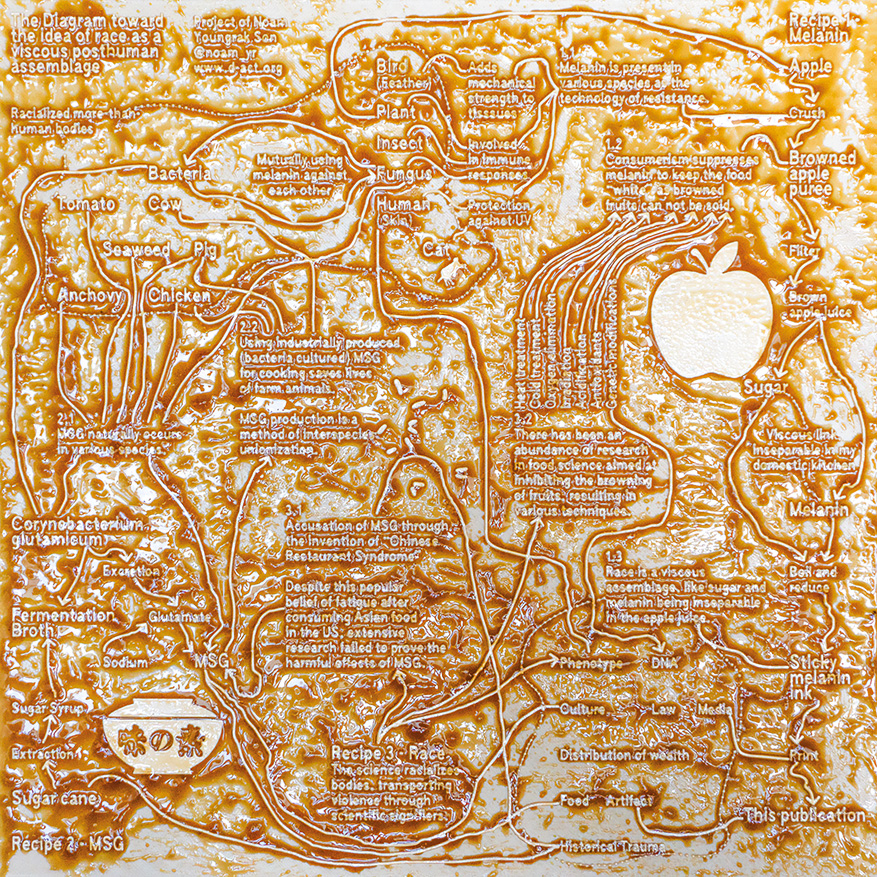 The Diagram toward
the idea of race as a
viscous posthuman
assemblage
Project of Noam
Youngrak Son
@noam_yr
www.d-act.org
Recipe 1 -
Melanin
Bird
(Feather)
Adds
mechanical
strength to
tissues
1.1
Melanin is present in
various species as the
technology of resistance.
Apple
Racialized more-than-
human bodies
Plant
Crush
Insect
Involved
in immune
responses
1.2
Consumerism suppresses
melanin to keep the food
"white" as browned
fruits can not be sold.
Bacteria
Mutually using
melanin against
each other
Fungus
Browned
apple
puree
Tomato
Cow
Human
(Skin)
Protection
against UV
Seaweed
Pig
Cat
Filter
Anchovy
Chicken
Brown
apple juice
Heat treatment
Cold treatment
Oxygen elimination
Irradiation
Acidification
Antioxidants
Genetic modifications
2.2
Using industrially produced
(bacteria cultured) MSG
for cooking saves lives
of farm animals.
Sugar
2.1
MSG naturally occurs
in various species.
MSG production is a
method of interspecies
unionization.
3.2
There has been an
abundance of research
in food science aimed at
inhibiting the browning
of fruits, resulting in
various techniques.
Viscous link
inseparable in my
domestic kitchen
Melanin
Corynobacterium
glutamicum
3.1
Accusation of MSG through
the invention of "Chinese
Restaurant Syndrome"
1.3
Race is a viscous
assemblage, like sugar and
melanin being inseparable
in the apple juice.
Boil and
reduce
Excretion
Despite this popular
belief of fatigue after
consuming Asian food
in the US, extensive
research failed to prove the
harmful effects of MSG.
Fermentation
Broth
Glutamate
Sodium
MSG
Phenotype
DNA
Sticky
melanin
ink
Sugar Syrup
Culture
Law
Media
味の素
Extraction
Recipe 3 - Race
The science racializes
bodies, transporting
violence through
scientific signifiers.
Distribution of wealth
Print
Sugar cane
Food
Artifact
This publication
Recipe 2 - MSG
Historical Trauma